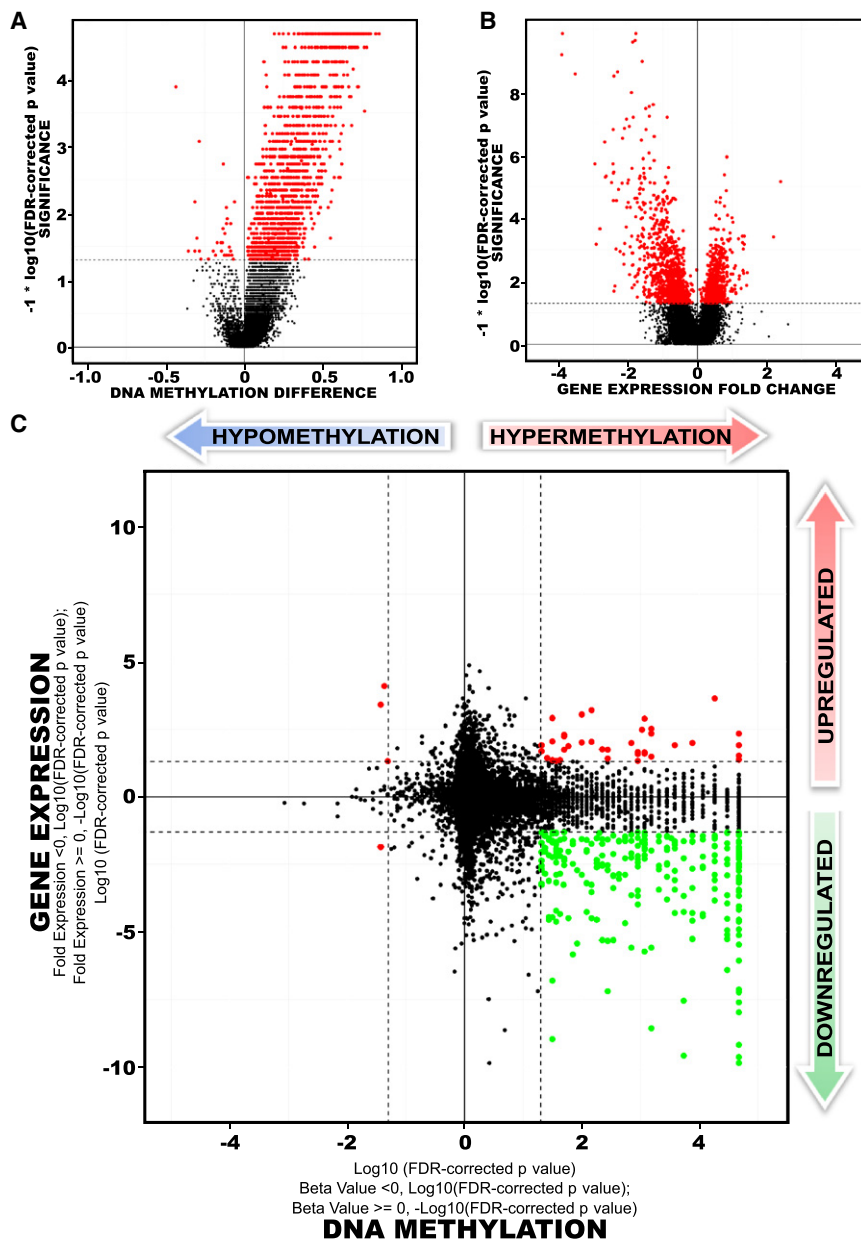 A
-1 * log10(FDR-corrected p value)
SIGNIFICANCE
4
3
2
1
0
-1.0
-0.5
0
0.5
1.0
DNA METHYLATION DIFFERENCE
B
-1 * log10(FDR-corrected p value)
SIGNIFICANCE
8
6
4
2
0
-4
-2
0
2
4
GENE EXPRESSION FOLD CHANGE
C
HYPOMETHYLATION
HYPERMETHYLATION
GENE EXPRESSION
Fold Expression <0, Log10(FDR-corrected p value);
Fold Expression >= 0, -Log10(FDR-corrected p value)
Log10 (FDR-corrected p value)
10
5
0
-5
-10
UPREGULATED
DOWNREGULATED
-4
-2
0
2
4
Log10 (FDR-corrected p value)
Beta Value <0, Log10(FDR-corrected p value);
Beta Value >= 0, -Log10(FDR-corrected p value)
DNA METHYLATION